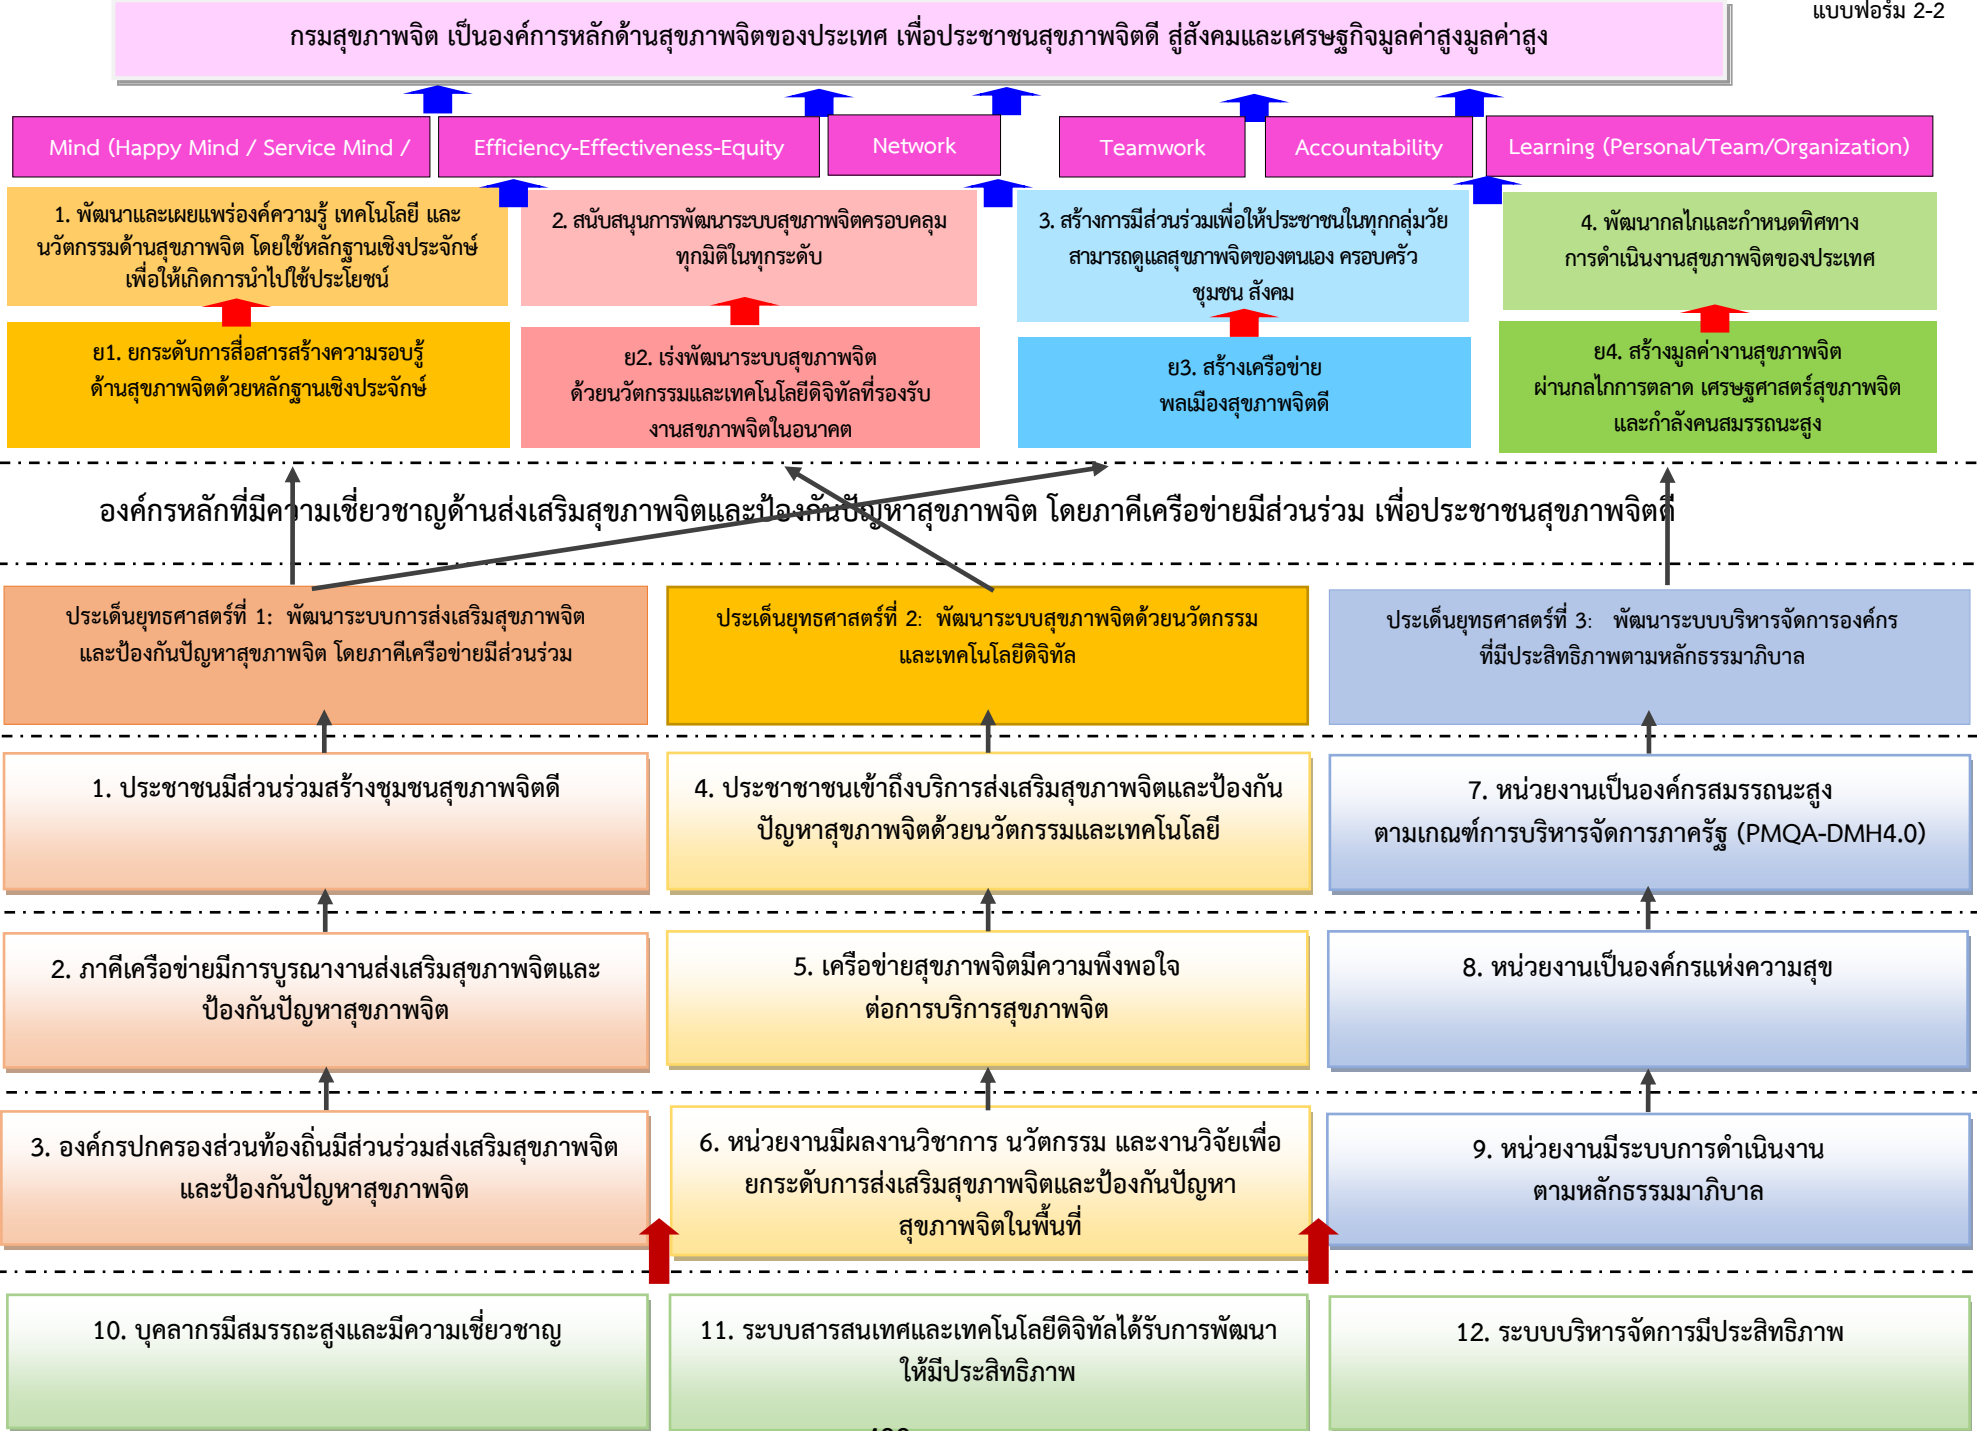 แบบฟอร์ม 2-2
กรมสุขภาพจิต เป็นองค์การหลักด้านสุขภาพจิตของประเทศ เพื่อประชาชนสุขภาพจิตดี สู่สังคมและเศรษฐกิจมูลค่าสูงมูลค่าสูง
Mind (Happy Mind / Service Mind /
Efficiency-Effectiveness-Equity
Network
Teamwork
Accountability
Learning (Personal/Team/Organization)
1. พัฒนาและเผยแพร่องค์ความรู้ เทคโนโลยี และ
นวัตกรรมด้านสุขภาพจิต โดยใช้หลักฐานเชิงประจักษ์
เพื่อให้เกิดการนำไปใช้ประโยชน์
2. สนับสนุนการพัฒนาระบบสุขภาพจิตครอบคลุม
ทุกมิติในทุกระดับ
3. สร้างการมีส่วนร่วมเพื่อให้ประชาชนในทุกกลุ่มวัย
สามารถดูแลสุขภาพจิตของตนเอง ครอบครัว
ชุมชน สังคม
4. พัฒนากลไกและกำหนดทิศทาง
การดำเนินงานสุขภาพจิตของประเทศ
ย1. ยกระดับการสื่อสารสร้างความรอบรู้
ด้านสุขภาพจิตด้วยหลักฐานเชิงประจักษ์
ย2. เร่งพัฒนาระบบสุขภาพจิต
ด้วยนวัตกรรมและเทคโนโลยีดิจิทัลที่รองรับ
งานสขภาพจิตในอนาคต
ย3. สร้างเครือข่าย
พลเมืองสุขภาพจิตดี
ย4. สร้างมูลค่างานสุขภาพจิต
ผ่านกลไกการตลาด เศรษฐศาสตร์สุขภาพจิต
และกำลังคนสมรรถนะสูง
องค์กรหลักที่มีความเชี่ยวชาญด้านส่งเสริมสุขภาพจิตและป้องกันปัญหาสุขภาพจิต โดยภาคีเครือข่ายมีส่วนร่วม เพื่อประชาชนสุขภาพจิตดี
ประเด็นยุทธศาสตร์ที่ 1: พัฒนาระบบการส่งเสริมสุขภาพจิต
และป้องกันปัญหาสุขภาพจิต โดยภาคีเครือข่ายมีส่วนร่วม
ประเด็นยุทธศาสตร์ที่ 2: พัฒนาระบบสุขภาพจิตด้วยนวัตกรรม
และเทคโนโลยีดิจิทัล
ประเด็นยุทธศาสตร์ที่ 3: พัฒนาระบบบริหารจัดการองค์กร
ที่มีประสิทธิภาพตามหลักธรรมาภิบาล
1. ประชาชนมีส่วนร่วมสร้างชุมชนสุขภาพจิตดี
4. ประชาชาชนเข้าถึงบริการส่งเสริมสุขภาพจิตและป้องกัน
ปัญหาสุขภาพจิตด้วยนวัตกรรมและเทคโนโลยี
7. หน่วยงานเป็นองค์กรสมรรถนะสูง
ตามเกณฑ์การบริหารจัดการภาครัฐ (PMQA-DMH4.0)
2. ภาคีเครือข่ายมีการบูรณางานส่งเสริมสุขภาพจิตและ
ป้องกันปัญหาสุขภาพจิต
5. เครือข่ายสุขภาพจิตมีความพึงพอใจ
ต่อการบริการสุขภาพจิต
8. หน่วยงานเป็นองค์กรแห่งความสุข
3. องค์กรปกครองส่วนท้องถิ่นมีส่วนร่วมส่งเสริมสุขภาพจิต
และป้องกันปัญหาสุขภาพจิต
6. หน่วยงานมีผลงานวิชาการ นวัตกรรม และงานวิจัยเพื่อ
ยกระดับการส่งเสริมสุขภาพจิตและป้องกันปัญหา
สุขภาพจิตในพื้นที่
9. หน่วยงานมีระบบการดำเนินงาน
ตามหลักธรรมมาภิบาล
10. บุคลากรมีสมรรถะสูงและมีความเชี่ยวชาญ
11. ระบบสารสนเทศและเทคโนโลยีดิจิทัลได้รับการพัฒนา
ให้มีประสิทธิภาพ
12. ระบบบริหารจัดการมีประสิทธิภาพ